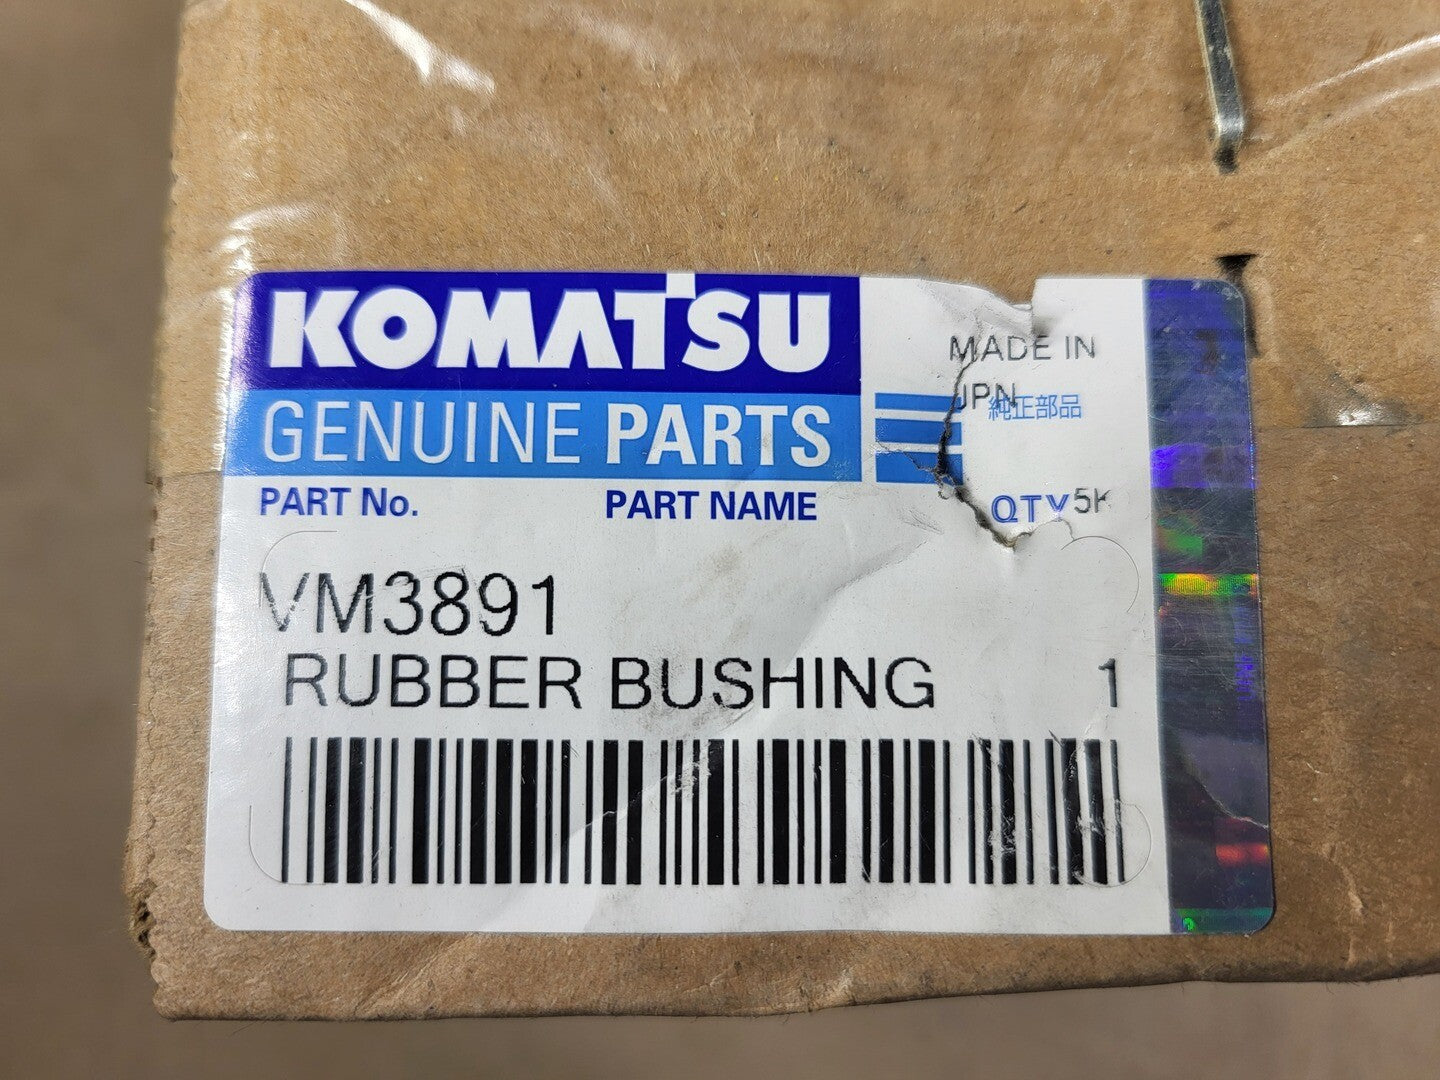 KOMATSU
GENUINE PARTS
MADE IN
JPN
純正部品
PART No. PART NAME QTY 5K
VM3891
RUBBER BUSHING 1